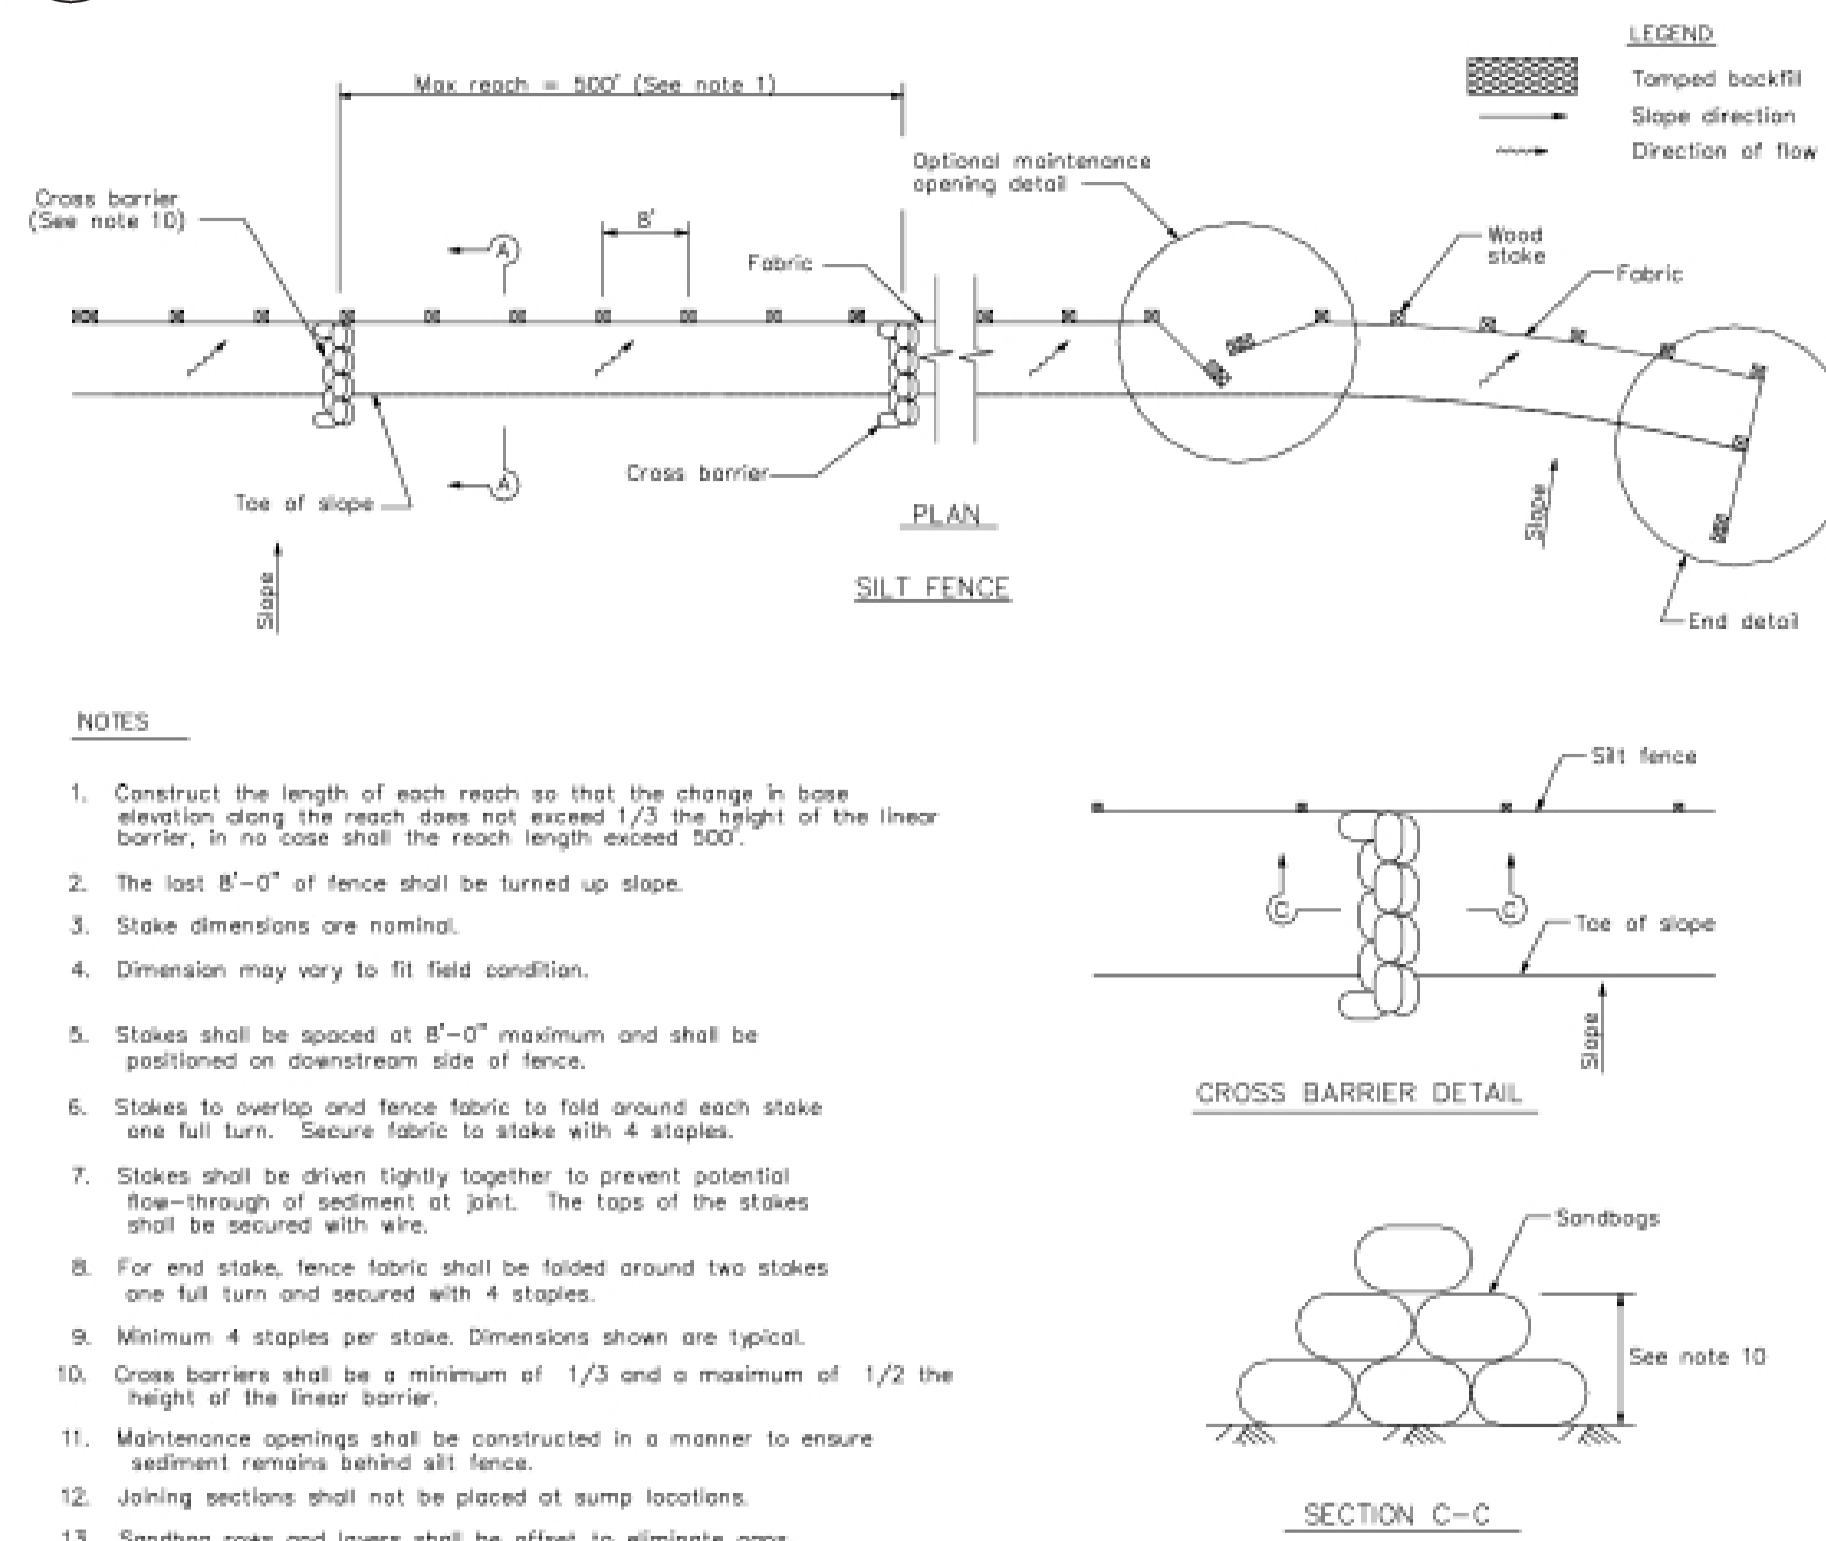 LEGEND
Tamped backfill
Slope direction
Direction of flow
Max reach = 500' (See note 1)
Optional maintenance
opening detail
Cross barrier
(See note 10)
8'
A
Fabric
Wood
stake
Fabric
Cross barrier
A
Toe of slope
PLAN
Slope
Slope
SILT FENCE
End detail
NOTES
1. Construct the length of each reach so that the change in base
elevation along the reach does not exceed 1/3 the height of the linear
barrier, in no case shall the reach length exceed 500'.
2. The last 8'-0" of fence shall be turned up slope.
3. Stake dimensions are nominal.
4. Dimension may vary to fit field condition.
5. Stakes shall be spaced at 8'-0" maximum and shall be
positioned on downstream side of fence.
6. Stakes to overlap and fence fabric to fold around each stake
one full turn. Secure fabric to stake with 4 staples.
7. Stakes shall be driven tightly together to prevent potential
flow-through of sediment at joint. The tops of the stakes
shall be secured with wire.
8. For end stake, fence fabric shall be folded around two stakes
one full turn and secured with 4 staples.
9. Minimum 4 staples per stake. Dimensions shown are typical.
10. Cross barriers shall be a minimum of 1/3 and a maximum of 1/2 the
height of the linear barrier.
11. Maintenance openings shall be constructed in a manner to ensure
sediment remains behind silt fence.
12. Joining sections shall not be placed at sump locations.
13. Sandbag rows and layers shall be offset to eliminate gaps.
Silt fence
C
C
Toe of slope
Slope
CROSS BARRIER DETAIL
Sandbags
See note 10
SECTION C-C